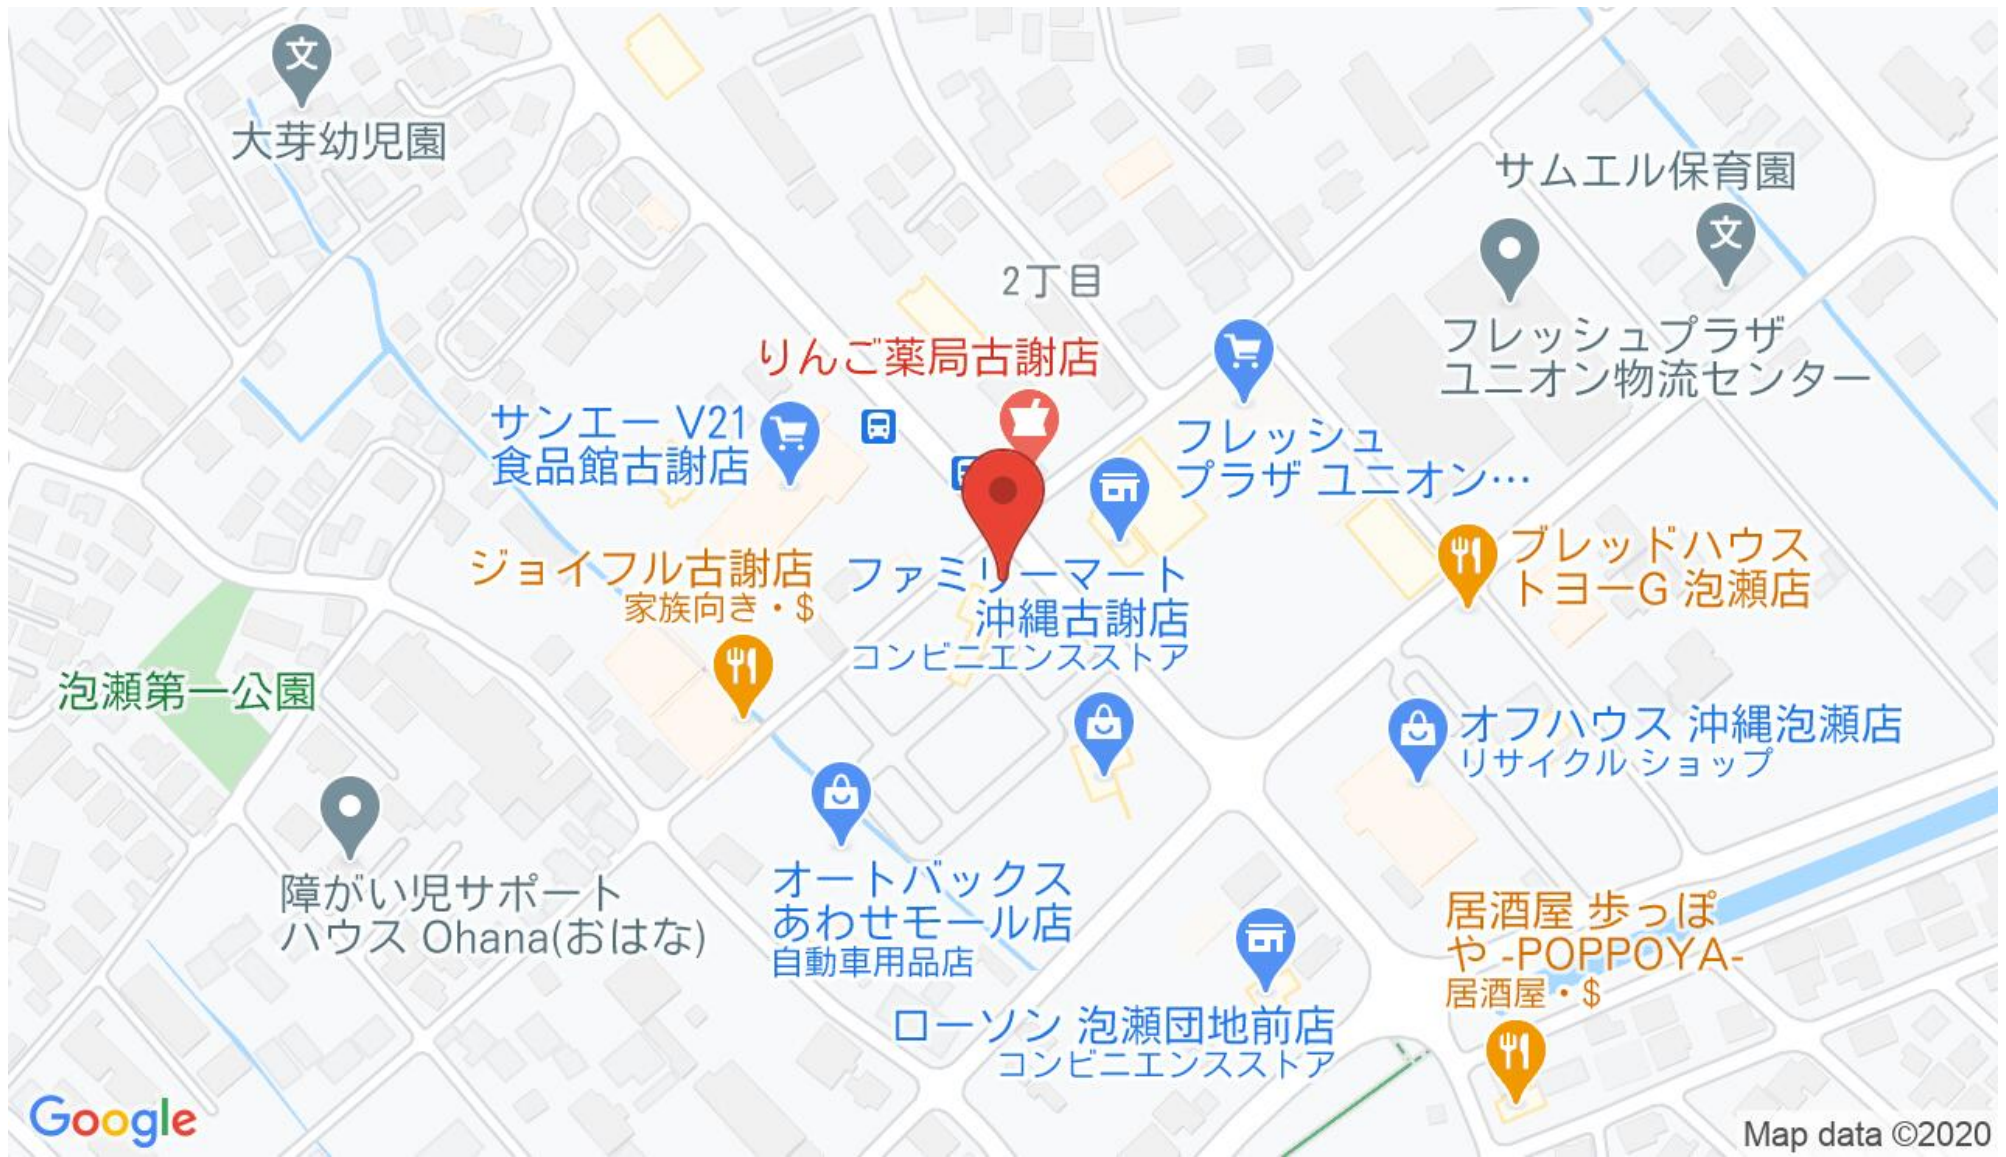 文
大芽幼児園
サムエル保育園
文
2丁目
フレッシュプラザ
ユニオン物流センター
りんご薬局古謝店
サンエー V21
食品館古謝店
フレッシュ
プラザ ユニオン…
ブレッドハウス
トヨーG 泡瀬店
ジョイフル古謝店
家族向き・$
ファミリーマート
沖縄古謝店
コンビニエンスストア
泡瀬第一公園
オフハウス 沖縄泡瀬店
リサイクル ショップ
オートバックス
あわせモール店
自動車用品店
障がい児サポート
ハウス Ohana(おはな)
居酒屋 歩っぽ
や -POPPOYA-
居酒屋・$
ローソン 泡瀬団地前店
コンビニエンスストア
Google
Map data ©2020